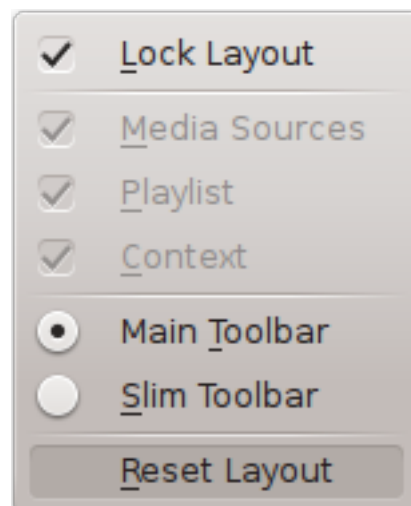 Lock Layout
Media Sources
Playlist
Context
Main Toolbar
Slim Toolbar
Reset Layout